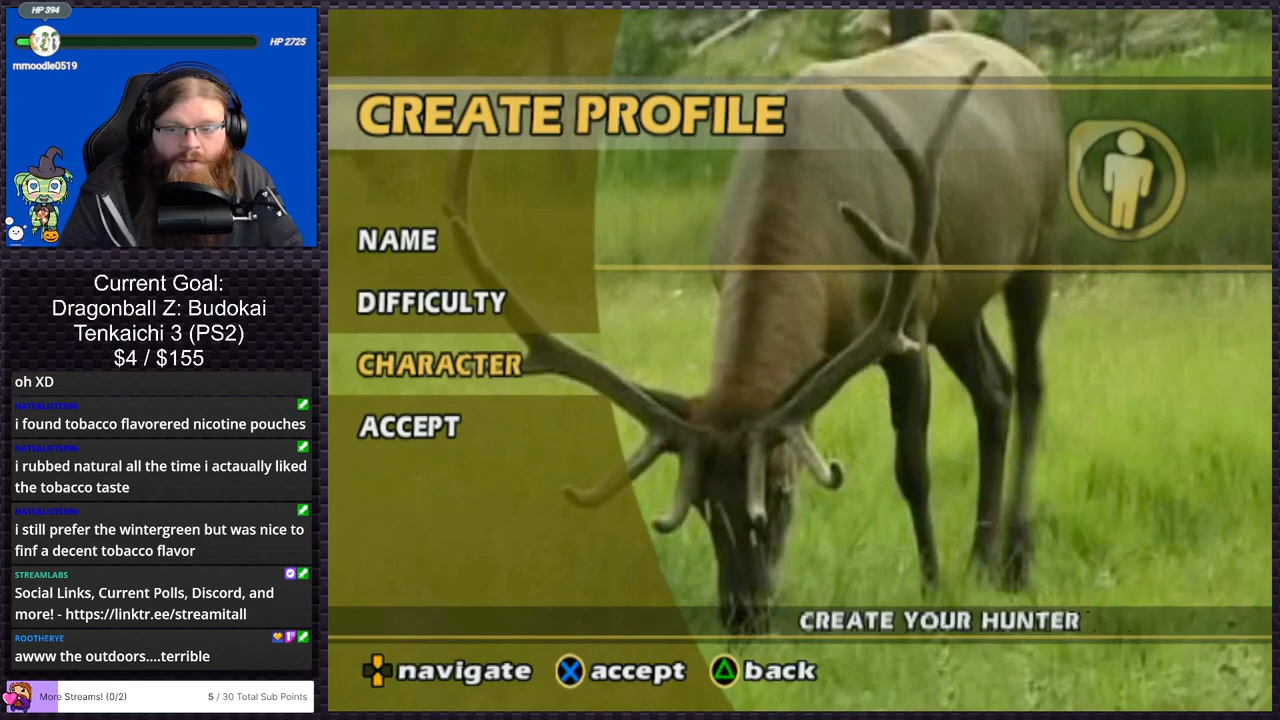 HP 394
HP 2725
mmoodle0519
Current Goal:
Dragonball Z: Budokai
Tenkaichi 3 (PS2)
$4 / $155
oh XD
i found tobacco flavorered nicotine pouches
i rubbed natural all the time i actaually liked
the tobacco taste
i still prefer the wintergreen but was nice to
finf a decent tobacco flavor
STREAMLABS
Social Links, Current Polls, Discord, and
more! - https://linktr.ee/streamitall
ROOTHERYE
awww the outdoors....terrible
More Streams! (0/2)
5 / 30 Total Sub Points
CREATE PROFILE
NAME
DIFFICULTY
CHARACTER
ACCEPT
CREATE YOUR HUNTER
navigate
accept
back